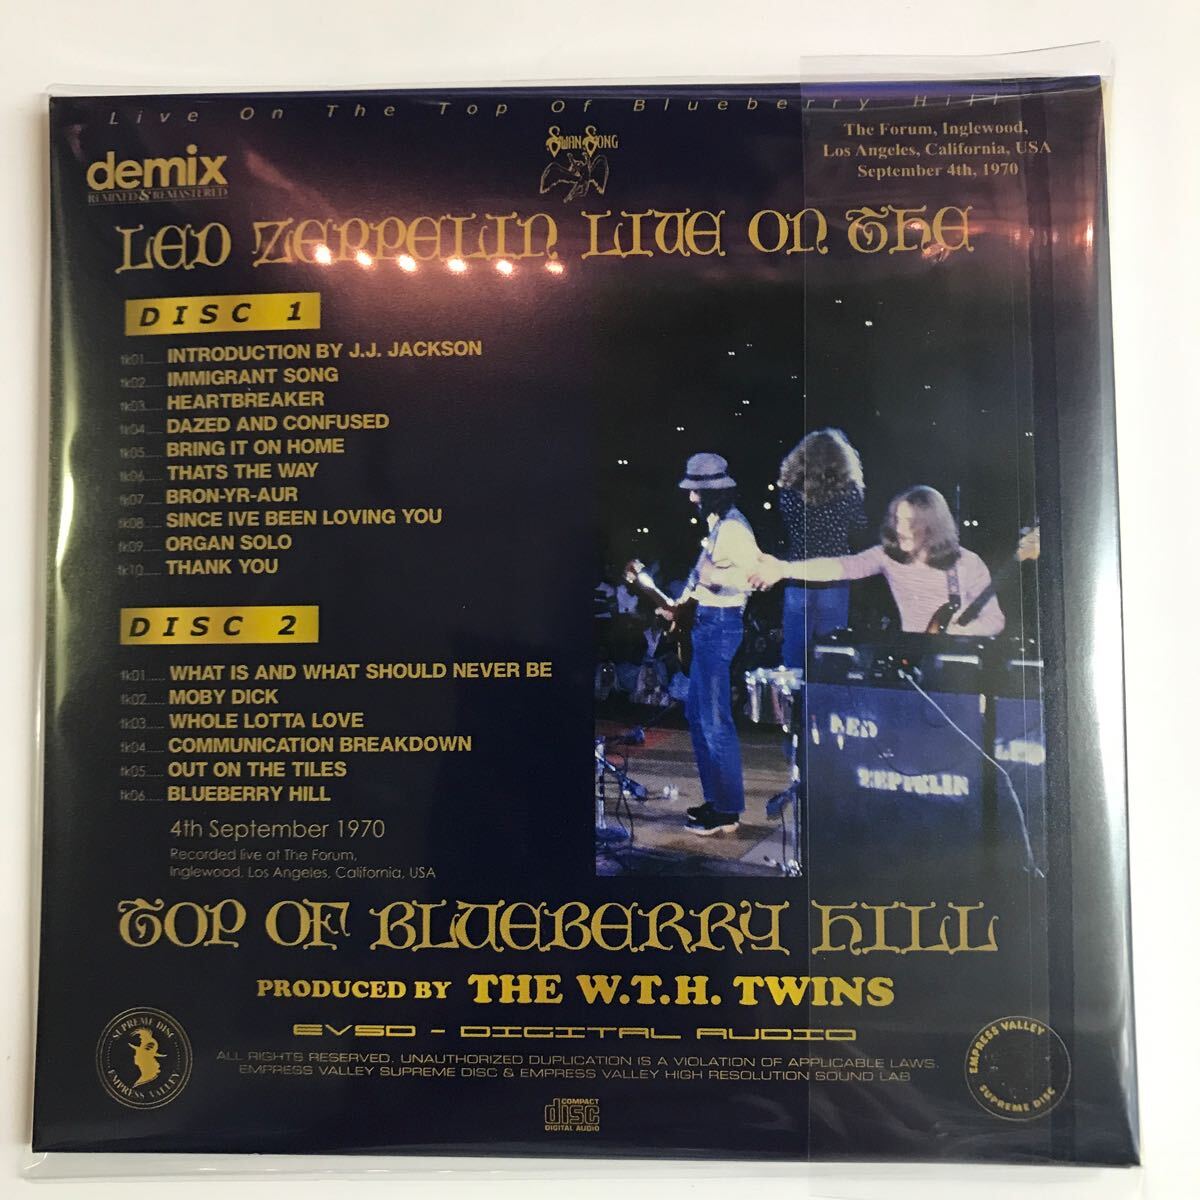 Live On The Top Of Blueberry Hill
The Forum, Inglewood,
Los Angeles, California, USA
September 4th, 1970
SWAN SONG
demix
REMIXED & REMASTERED
LED ZEPPELIN LIVE ON THE
DISC 1
tk01..... INTRODUCTION BY J.J. JACKSON
tk02..... IMMIGRANT SONG
tk03..... HEARTBREAKER
tk04..... DAZED AND CONFUSED
tk05..... BRING IT ON HOME
tk06..... THATS THE WAY
tk07..... BRON-YR-AUR
tk08..... SINCE IVE BEEN LOVING YOU
tk09..... ORGAN SOLO
tk10..... THANK YOU
DISC 2
tk01..... WHAT IS AND WHAT SHOULD NEVER BE
tk02..... MOBY DICK
tk03..... WHOLE LOTTA LOVE
tk04..... COMMUNICATION BREAKDOWN
tk05..... OUT ON THE TILES
tk06..... BLUEBERRY HILL
4th September 1970
Recorded live at The Forum,
Inglewood, Los Angeles, California, USA
LED
ZEPPELIN
LED
TOP OF BLUEBERRY HILL
PRODUCED BY THE W.T.H. TWINS
EVSD - DIGITAL AUDIO
SUPREME DISC
EMPRESS VALLEY
ALL RIGHTS RESERVED. UNAUTHORIZED DUPLICATION IS A VIOLATION OF APPLICABLE LAWS.
EMPRESS VALLEY SUPREME DISC & EMPRESS VALLEY HIGH RESOLUTION SOUND LAB
EMPRESS VALLEY
SUPREME DISC
COMPACT
disc
DIGITAL AUDIO